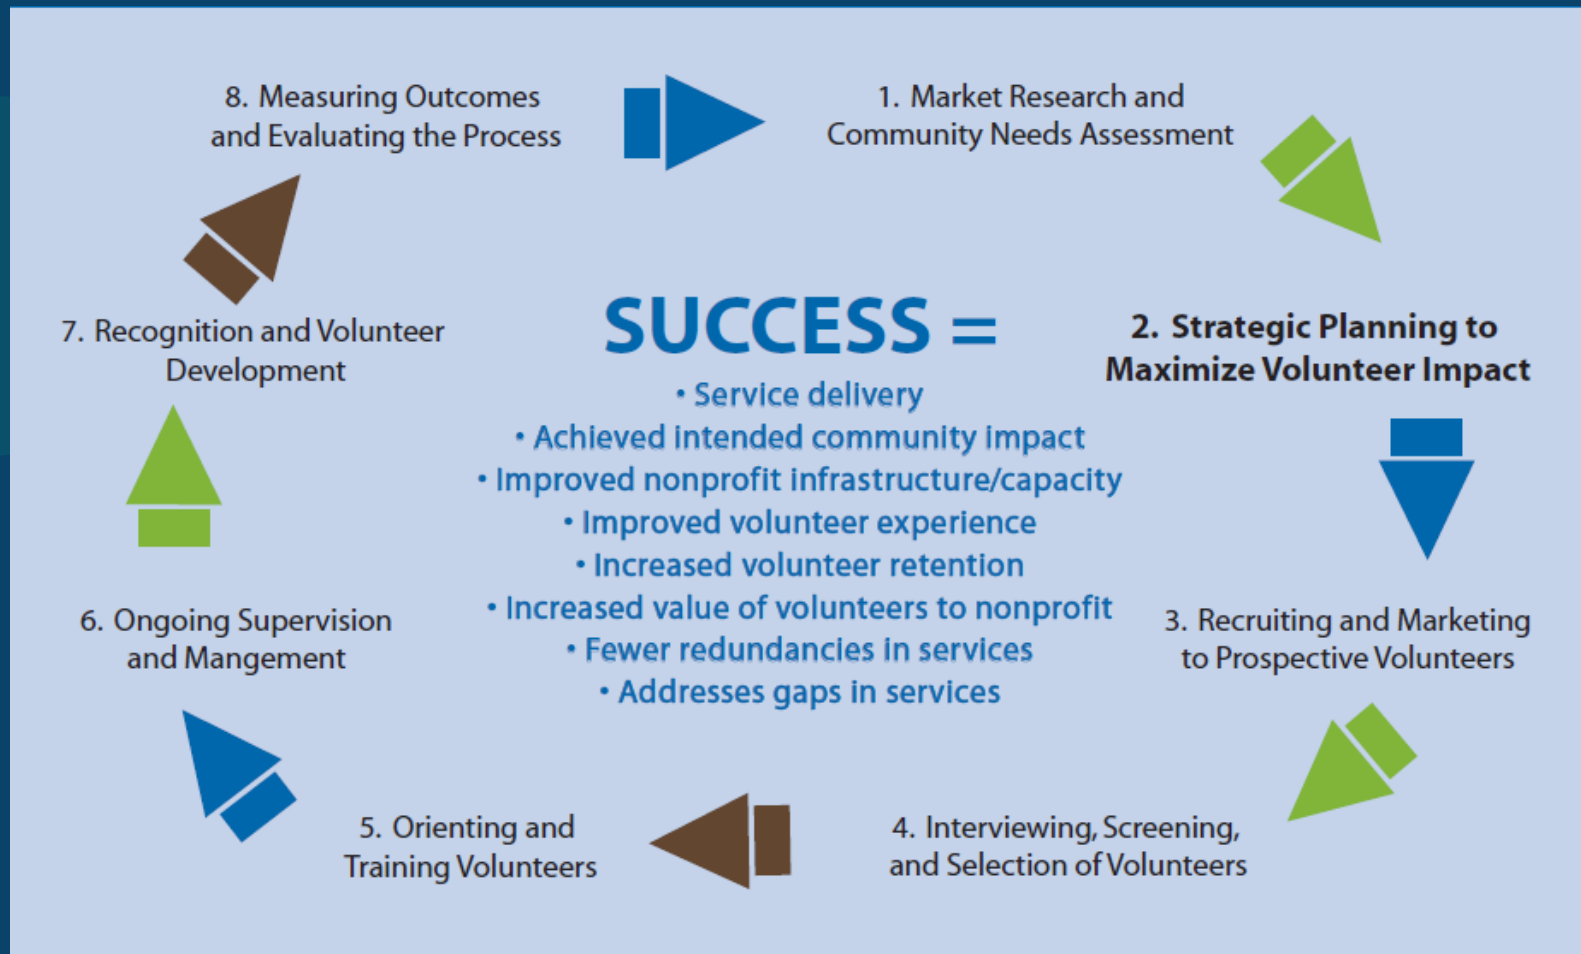 8. Measuring Outcomes
and Evaluating the Process
1. Market Research and
Community Needs Assessment
2. Strategic Planning to
Maximize Volunteer Impact
3. Recruiting and Marketing
to Prospective Volunteers
4. Interviewing, Screening,
and Selection of Volunteers
5. Orienting and
Training Volunteers
6. Ongoing Supervision
and Mangement
7. Recognition and Volunteer
Development
SUCCESS =
• Service delivery
• Achieved intended community impact
• Improved nonprofit infrastructure/capacity
• Improved volunteer experience
• Increased volunteer retention
• Increased value of volunteers to nonprofit
• Fewer redundancies in services
• Addresses gaps in services